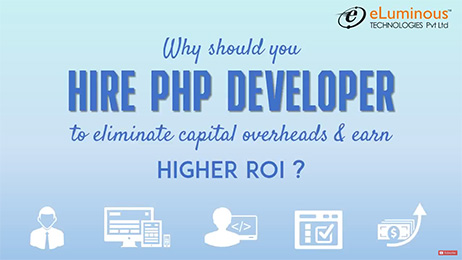 eLuminous™
TECHNOLOGIES Pvt Ltd
Why should you
HIRE PHP DEVELOPER
to eliminate capital overheads & earn
HIGHER ROI ?
</>